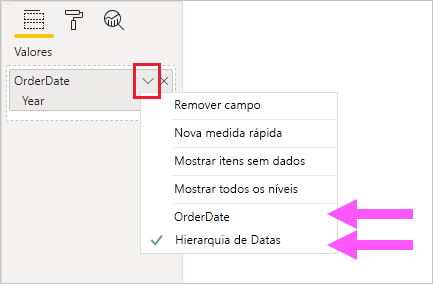 Valores
OrderDate
Year
Remover campo
Nova medida rápida
Mostrar itens sem dados
Mostrar todos os níveis
OrderDate
Hierarquia de Datas